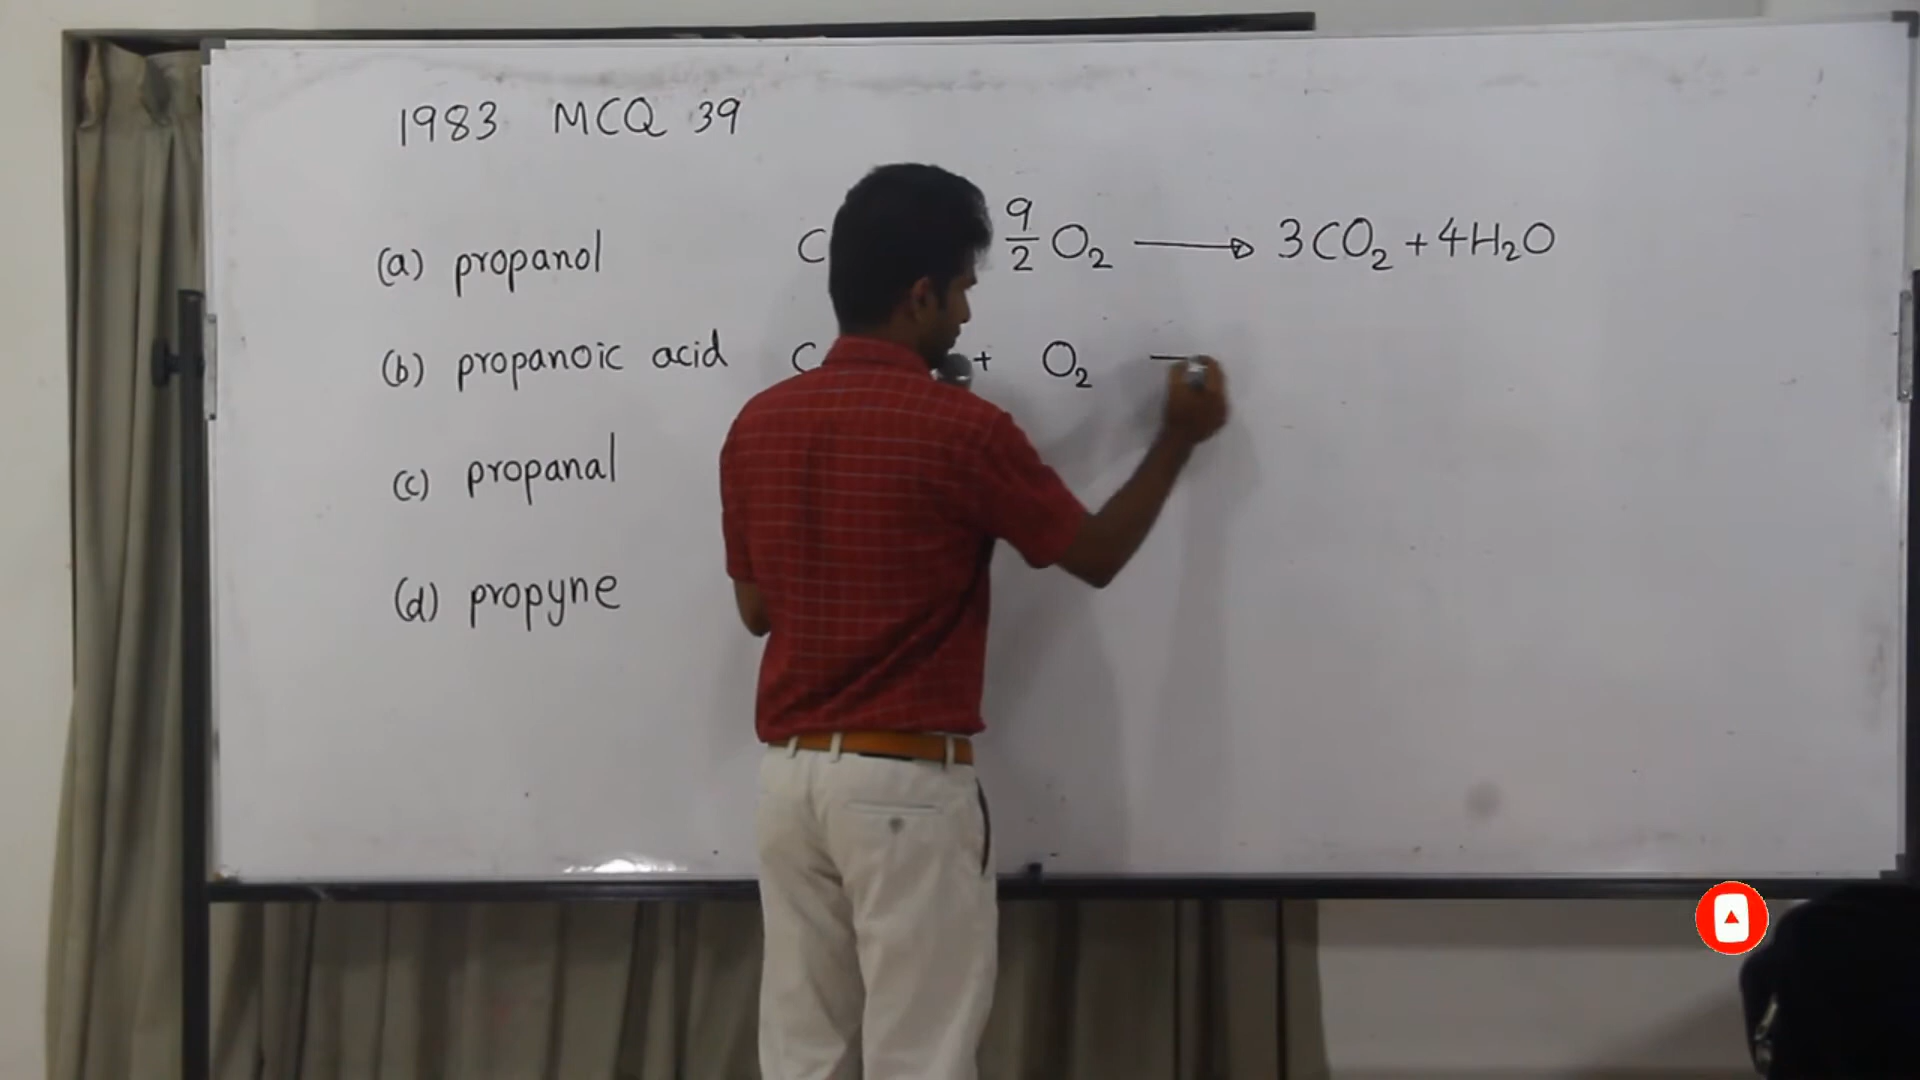 1983 MCQ 39
(a) propanol C 9/2 O₂ → 3CO₂ + 4H₂O
(b) propanoic acid C + O₂
(c) propanal
(d) propyne